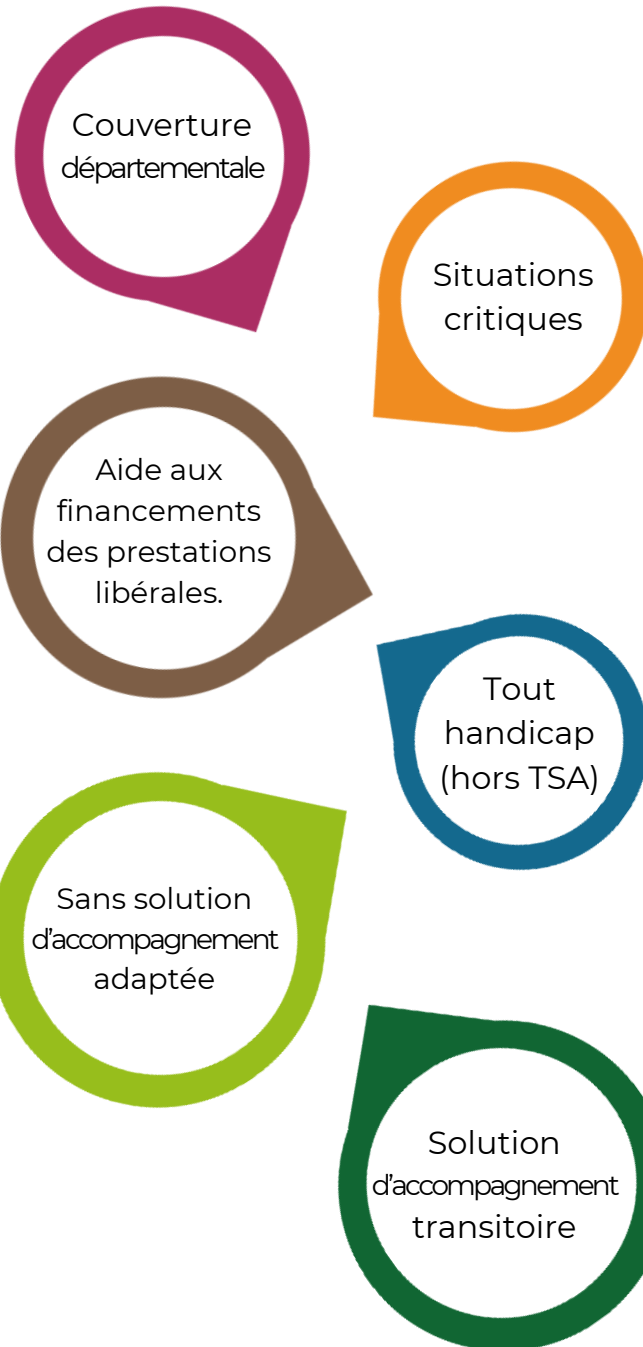 Couverture
départementale
Situations
critiques
Aide aux
financements
des prestations
libérales.
Tout
handicap
(hors TSA)
Sans solution
d'accompagnement
adaptée
Solution
d'accompagnement
transitoire